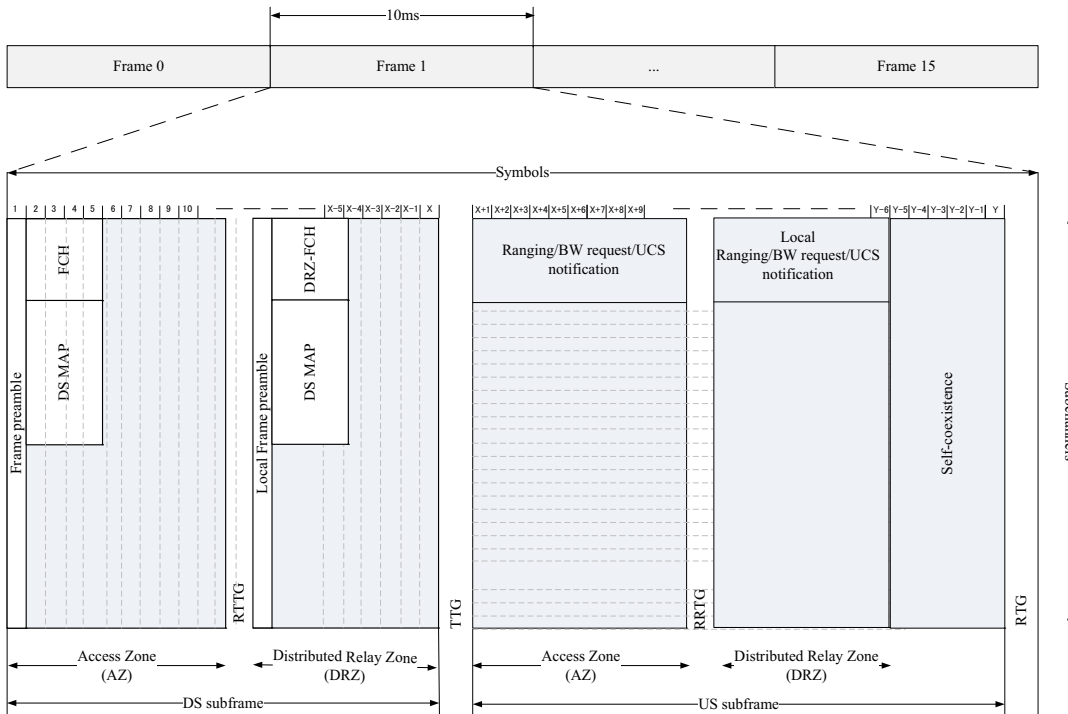 10ms
Frame 0
Frame 1
...
Frame 15
Symbols
1 2 3 4 5 6 7 8 9 10
X-5 X-4 X-3 X-2 X-1 X
X+1 X+2 X+3 X+4 X+5 X+6 X+7 X+8 X+9
Y-6 Y-5 Y-4 Y-3 Y-2 Y-1 Y
Frame preamble
FCH
DS MAP
RTTG
Local Frame preamble
DRZ-FCH
DS MAP
TTG
Ranging/BW request/UCS
notification
RRTG
Local
Ranging/BW request/UCS
notification
Self-coexistence
RTG
Access Zone
(AZ)
Distributed Relay Zone
(DRZ)
Access Zone
(AZ)
Distributed Relay Zone
(DRZ)
DS subframe
US subframe